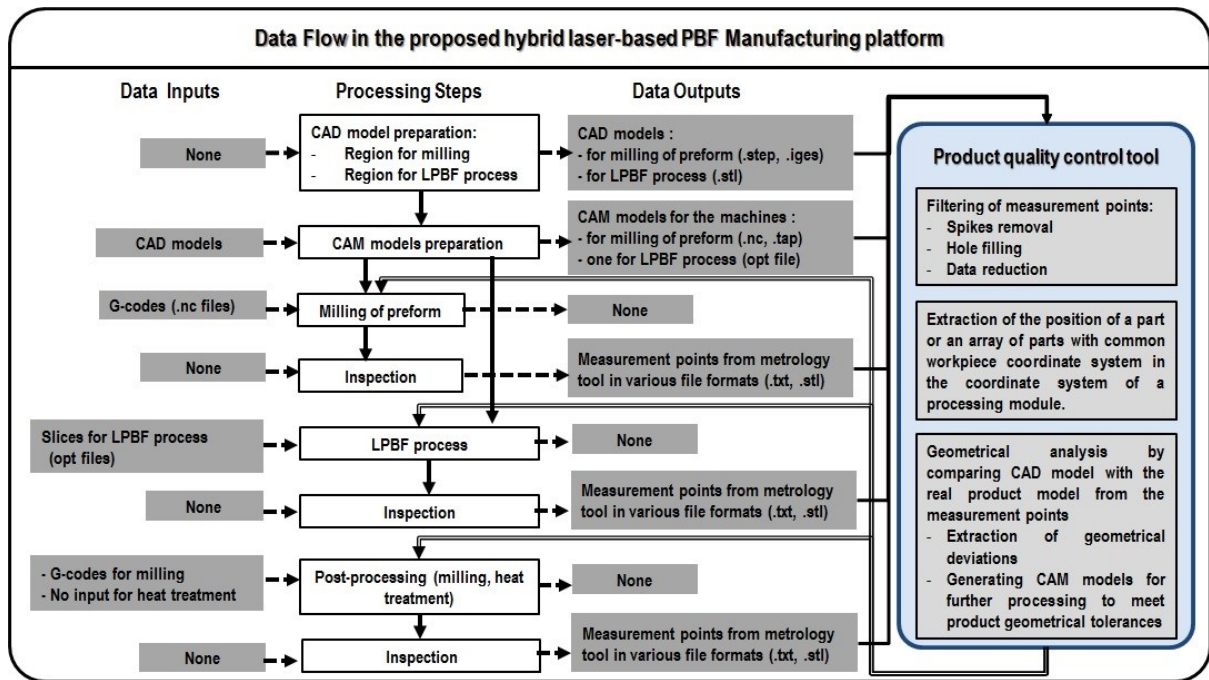 Data Flow in the proposed hybrid laser-based PBF Manufacturing platform
Data Inputs
Processing Steps
Data Outputs
None
CAD model preparation:
- Region for milling
- Region for LPBF process
CAD models :
- for milling of preform (.step, .iges)
- for LPBF process (.stl)
CAD models
CAM models preparation
CAM models for the machines :
- for milling of preform (.nc, .tap)
- one for LPBF process (opt file)
G-codes (.nc files)
Milling of preform
None
None
Inspection
Measurement points from metrology
tool in various file formats (.txt, .stl)
Slices for LPBF process
(opt files)
LPBF process
None
None
Inspection
Measurement points from metrology
tool in various file formats (.txt, .stl)
- G-codes for milling
- No input for heat treatment
Post-processing (milling, heat
treatment)
None
None
Inspection
Measurement points from metrology
tool in various file formats (.txt, .stl)
Product quality control tool
Filtering of measurement points:
- Spikes removal
- Hole filling
- Data reduction
Extraction of the position of a part
or an array of parts with common
workpiece coordinate system in
the coordinate system of a
processing module.
Geometrical analysis by
comparing CAD model with the
real product model from the
measurement points
- Extraction of geometrical
deviations
- Generating CAM models for
further processing to meet
product geometrical tolerances